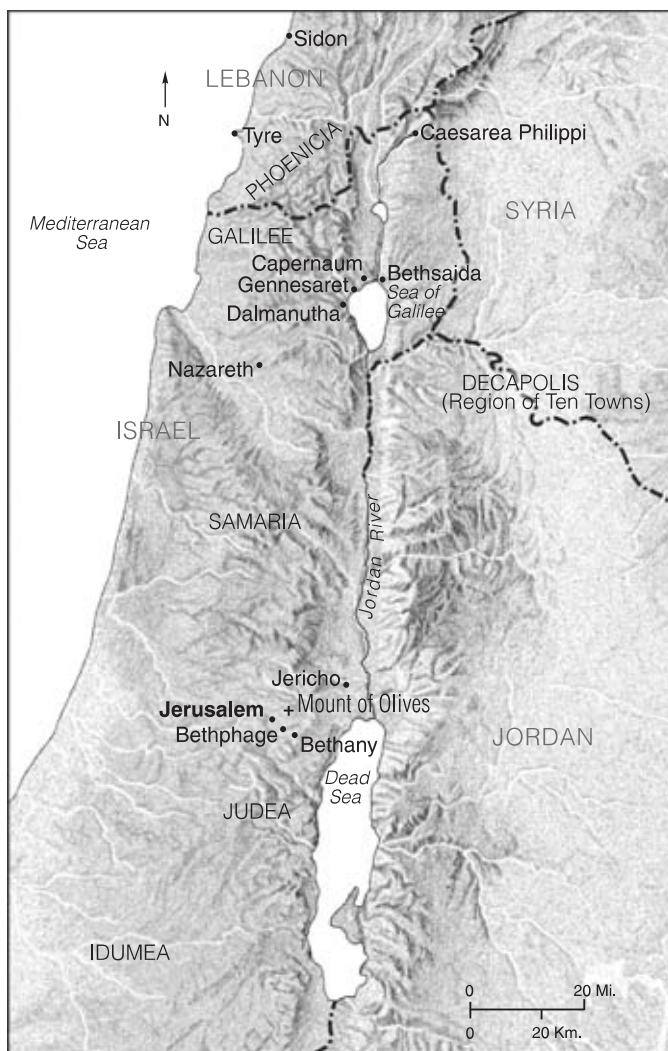 Sidon
LEBANON
N
Tyre
PHOENICIA
Caesarea Philippi
Mediterranean
Sea
SYRIA
GALILEE
Capernaum
Bethsaida
Gennesaret
Sea of
Galilee
Dalmanutha
Nazareth
DECAPOLIS
(Region of Ten Towns)
ISRAEL
SAMARIA
Jordan River
Jericho
Mount of Olives
Jerusalem
Bethphage
Bethany
JORDAN
Dead
Sea
JUDEA
IDUMEA
0 20 Mi.
0 20 Km.